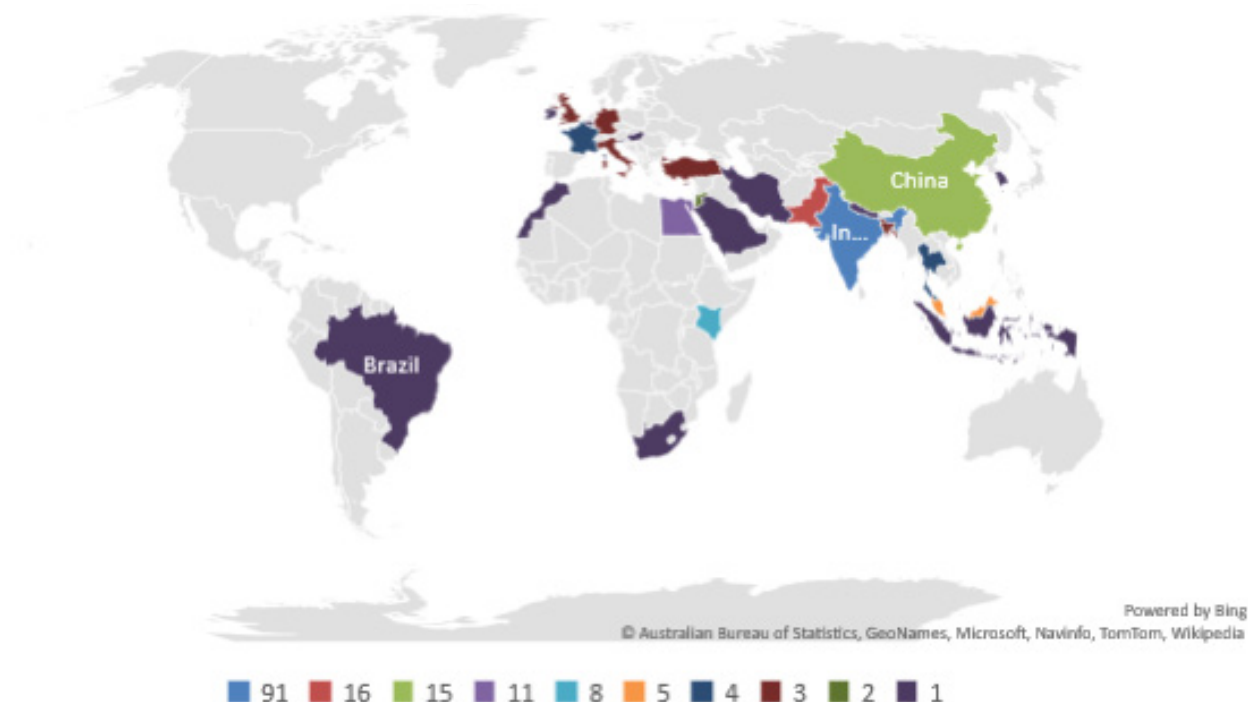 China
In...
Brazil
Powered by Bing
© Australian Bureau of Statistics, GeoNames, Microsoft, Navinfo, TomTom, Wikipedia
91 16 15 11 8 5 4 3 2 1